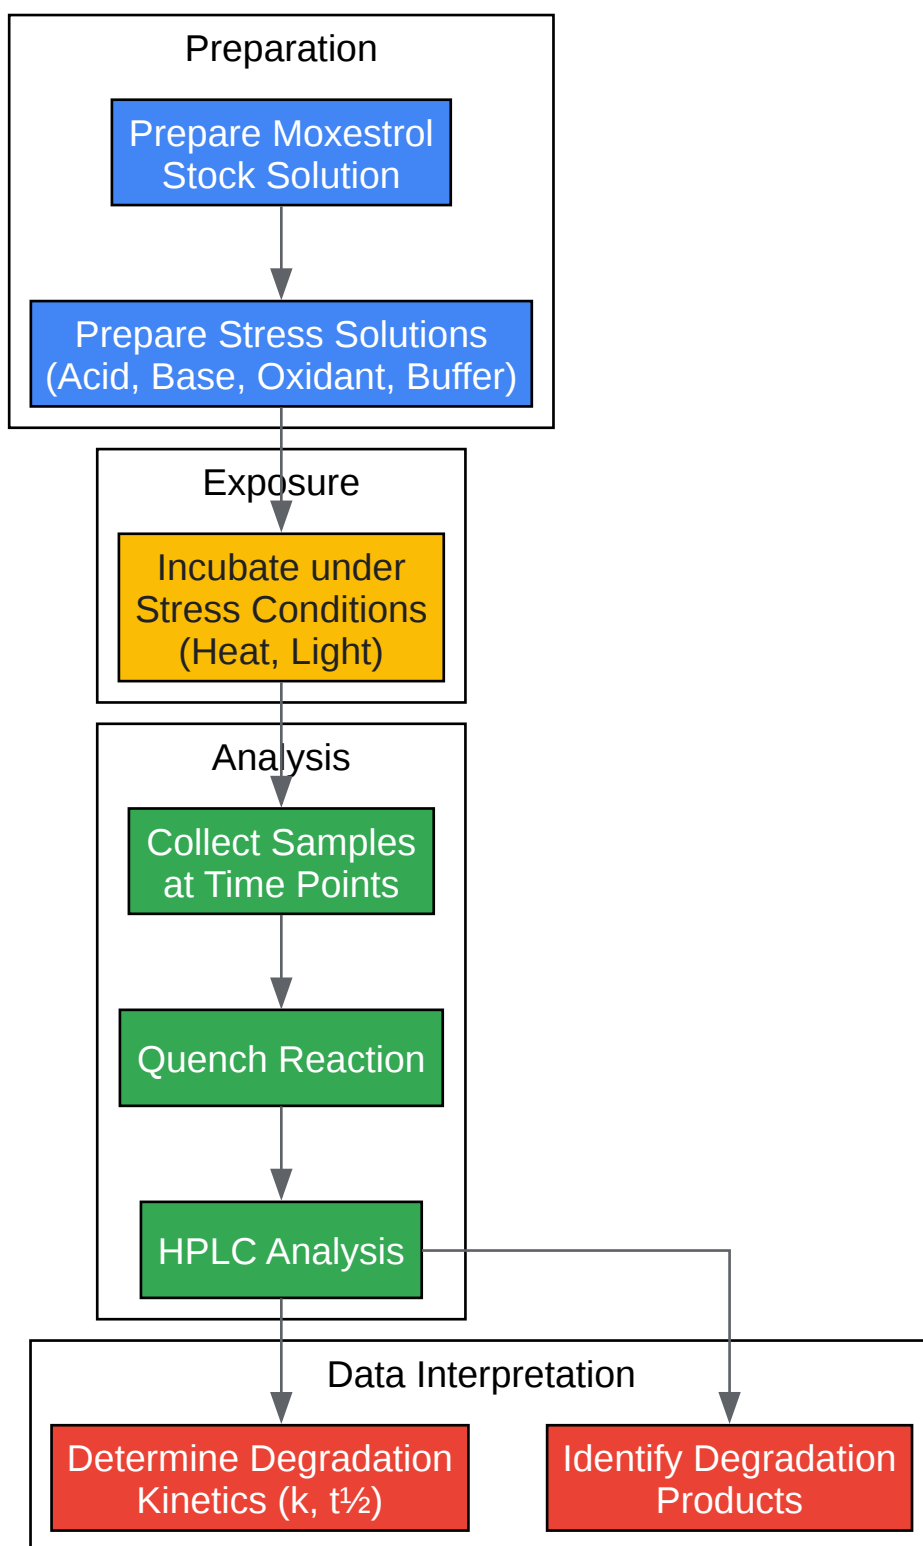 Preparation
Prepare Moxestrol
Stock Solution
Prepare Stress Solutions
(Acid, Base, Oxidant, Buffer)
Exposure
Incubate under
Stress Conditions
(Heat, Light)
Analysis
Collect Samples
at Time Points
Quench Reaction
HPLC Analysis
Data Interpretation
Determine Degradation
Kinetics (k, t½)
Identify Degradation
Products